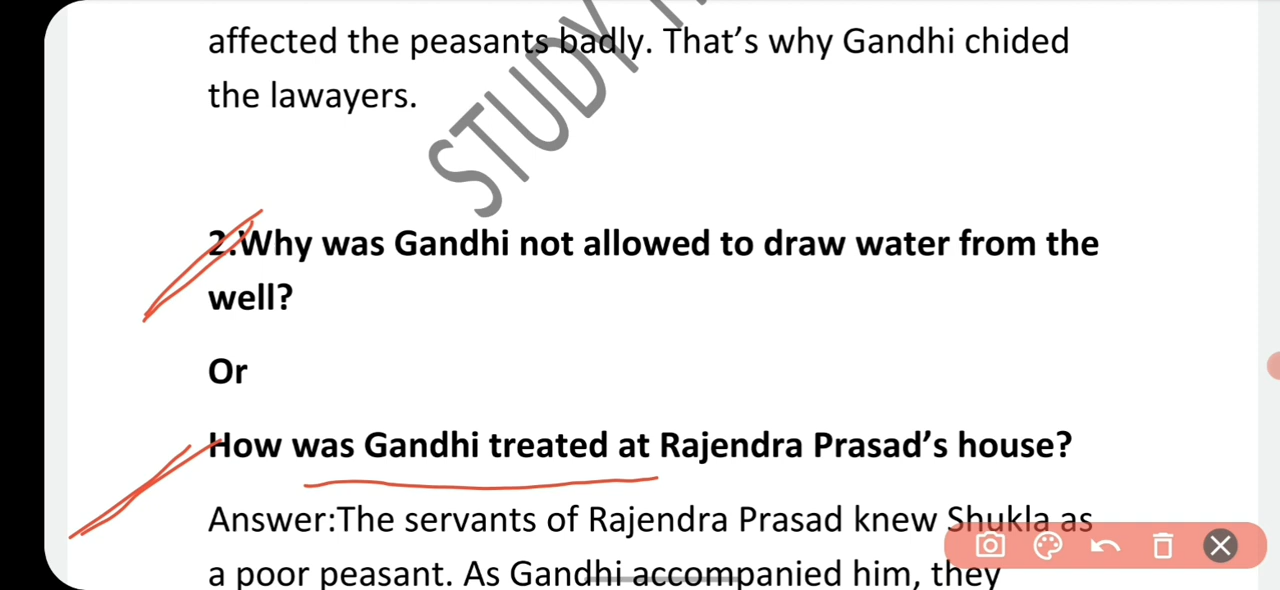 affected the peasants badly. That's why Gandhi chided
the lawayers.
STUDY
2.Why was Gandhi not allowed to draw water from the
well?
Or
How was Gandhi treated at Rajendra Prasad's house?
Answer:The servants of Rajendra Prasad knew Shukla as
a poor peasant. As Gandhi accompanied him, they